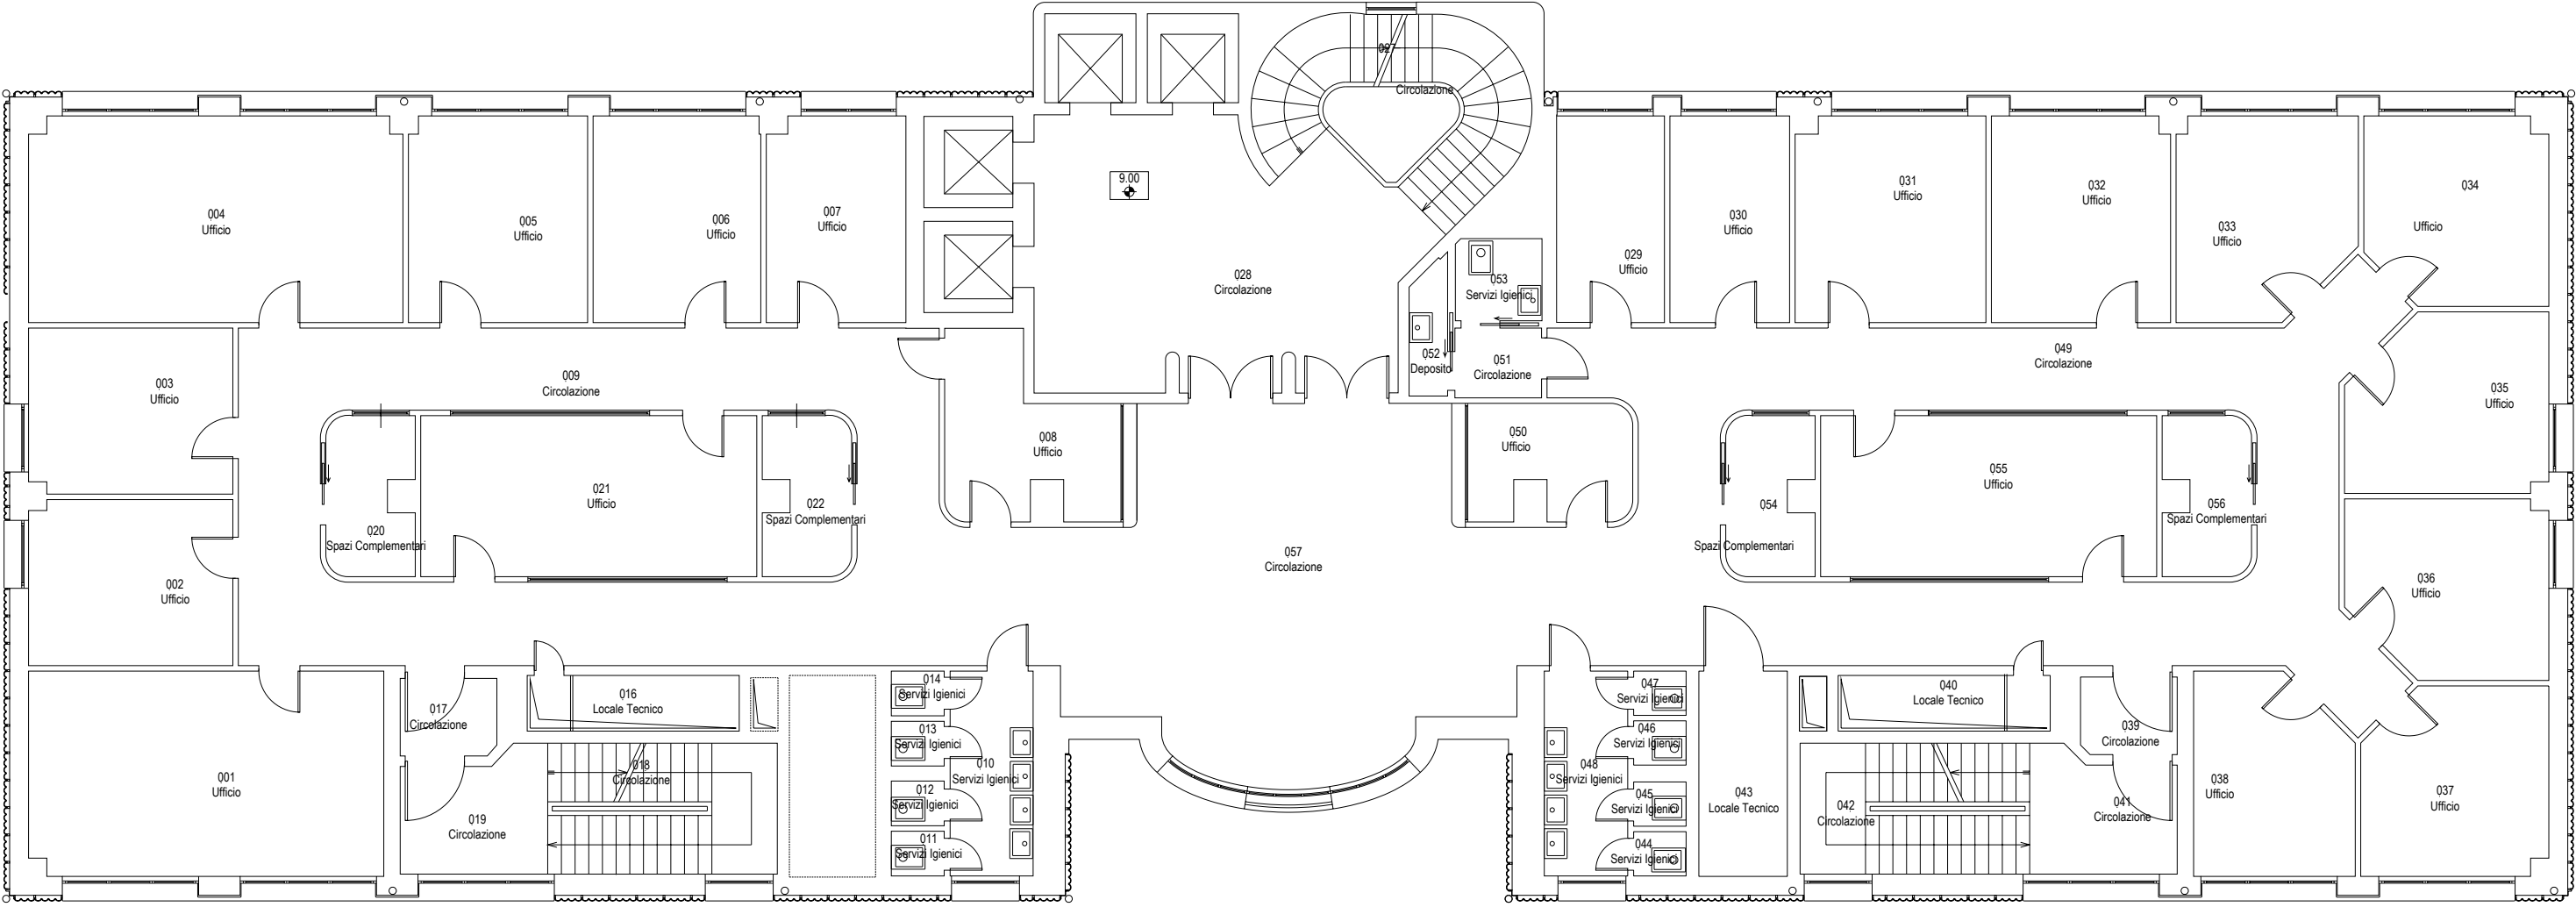 027
Circolazione
9.00
004
Ufficio
005
Ufficio
006
Ufficio
007
Ufficio
028
Circolazione
029
Ufficio
030
Ufficio
031
Ufficio
032
Ufficio
033
Ufficio
034
Ufficio
053
Servizi Igienici
052
Deposito
051
Circolazione
049
Circolazione
003
Ufficio
009
Circolazione
035
Ufficio
008
Ufficio
050
Ufficio
021
Ufficio
022
Spazi Complementari
020
Spazi Complementari
055
Ufficio
054
Spazi Complementari
056
Spazi Complementari
057
Circolazione
002
Ufficio
036
Ufficio
014
Servizi Igienici
016
Locale Tecnico
017
Circolazione
013
Servizi Igienici
018
Circolazione
010
Servizi Igienici
012
Servizi Igienici
001
Ufficio
019
Circolazione
011
Servizi Igienici
047
Servizi Igienici
046
Servizi Igienici
048
Servizi Igienici
045
Servizi Igienici
044
Servizi Igienici
043
Locale Tecnico
040
Locale Tecnico
039
Circolazione
042
Circolazione
041
Circolazione
038
Ufficio
037
Ufficio